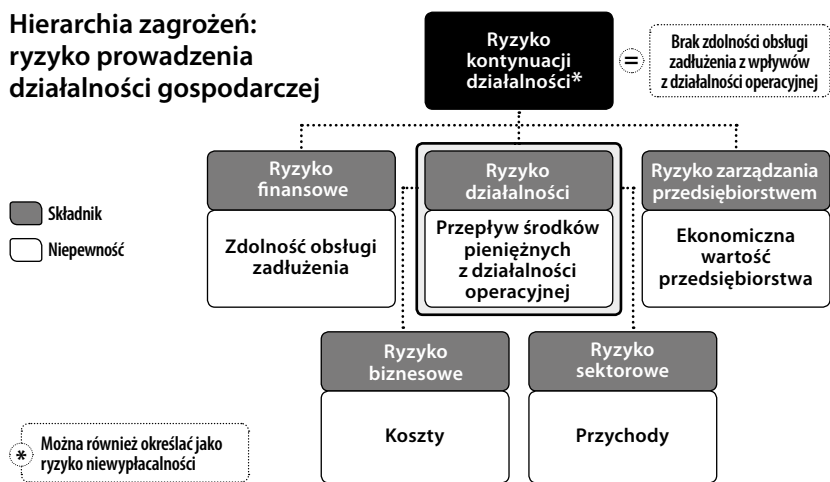 Hierarchia zagrożeń:
ryzyko prowadzenia
działalności gospodarczej
Ryzyko
kontynuacji
działalności*
=
Brak zdolności obsługi
zadłużenia z wpływów
z działalności operacyjnej
Ryzyko
finansowe
Zdolność obsługi
zadłużenia
Ryzyko
działalności
Przepływ środków
pieniężnych
z działalności
operacyjnej
Ryzyko zarządzania
przedsiębiorstwem
Ekonomiczna
wartość
przedsiębiorstwa
Składnik
Niepewność
Ryzyko
biznesowe
Koszty
Ryzyko
sektorowe
Przychody
* Można również określać jako
ryzyko niewypłacalności